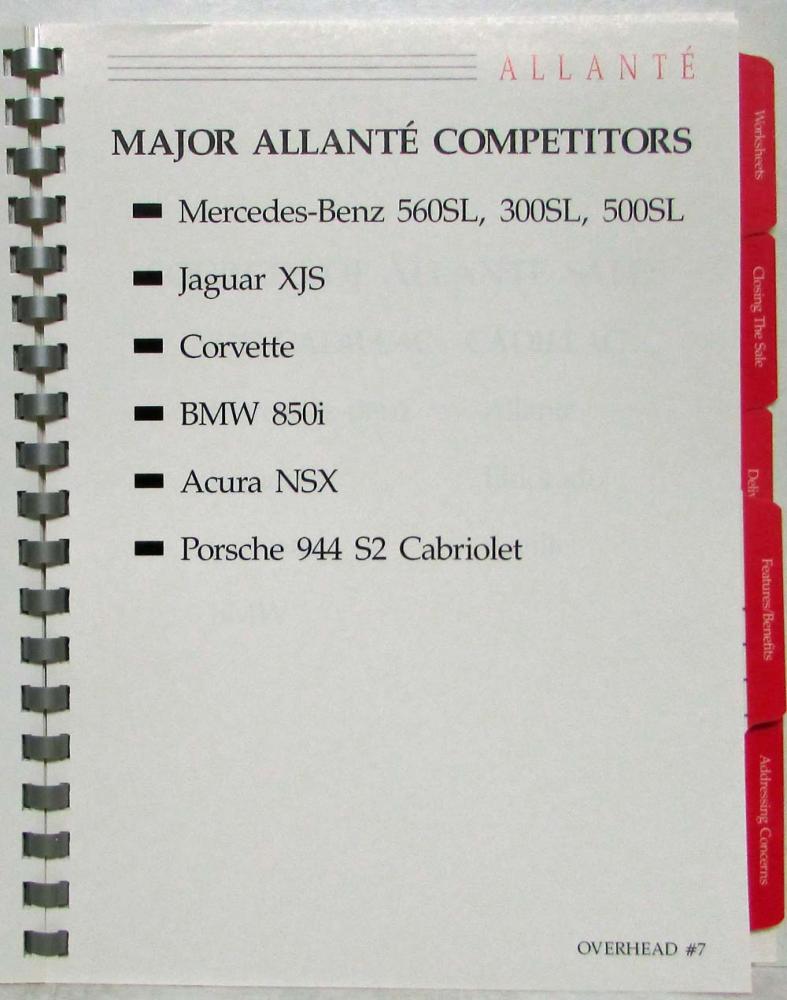 ALLANTÉ
MAJOR ALLANTÉ COMPETITORS
Mercedes-Benz 560SL, 300SL, 500SL
Jaguar XJS
Corvette
BMW 850i
Acura NSX
Porsche 944 S2 Cabriolet
OVERHEAD #7
Worksheets
Closing The Sale
Deliv
Features/Benefits
Addressing Concerns